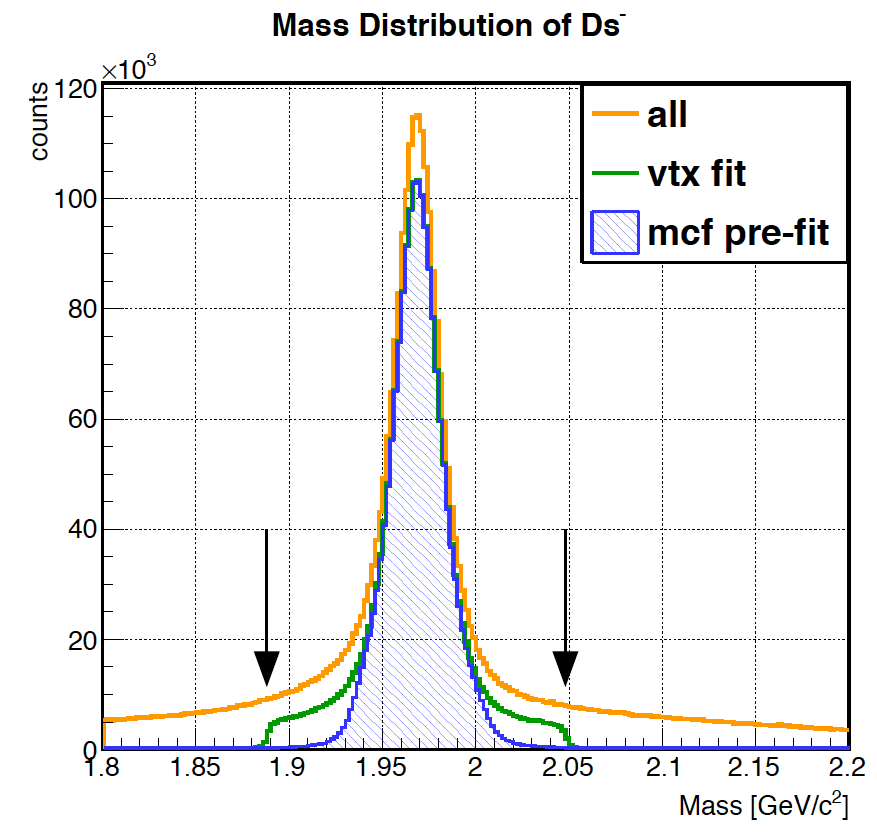 Mass Distribution of Ds⁻
×10³
counts
120
100
80
60
40
20
0
all
vtx fit
mcf pre-fit
1.8 1.85 1.9 1.95 2 2.05 2.1 2.15 2.2
Mass [GeV/c²]